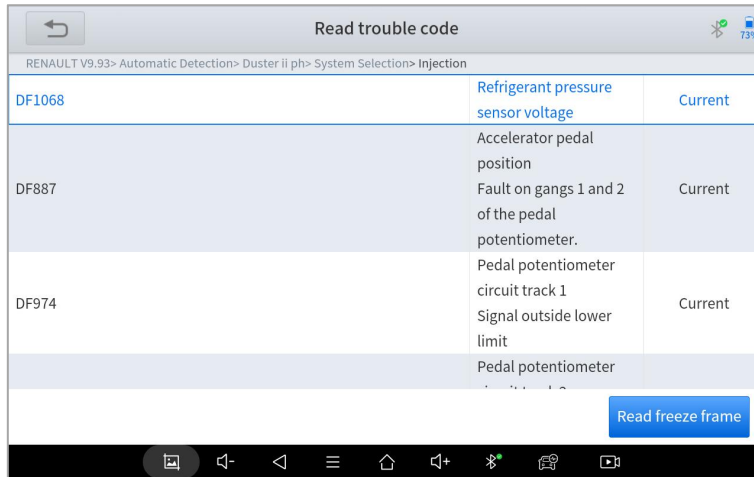 Read trouble code
73%
RENAULT V9.93> Automatic Detection> Duster ii ph> System Selection> Injection
DF1068
Refrigerant pressure
sensor voltage
Current
DF887
Accelerator pedal
position
Fault on gangs 1 and 2
of the pedal
potentiometer.
Current
DF974
Pedal potentiometer
circuit track 1
Signal outside lower
limit
Current
Pedal potentiometer
Read freeze frame